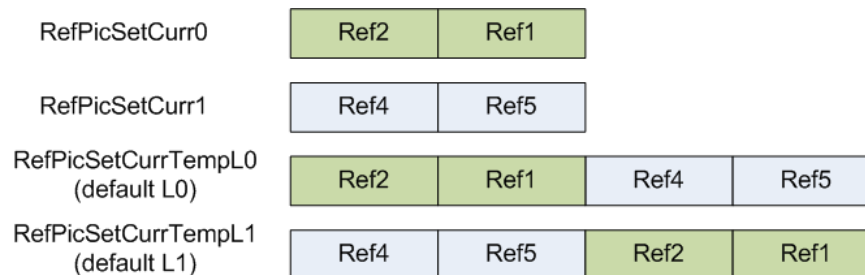 RefPicSetCurr0 Ref2 Ref1
RefPicSetCurr1 Ref4 Ref5
RefPicSetCurrTempL0
(default L0) Ref2 Ref1 Ref4 Ref5
RefPicSetCurrTempL1
(default L1) Ref4 Ref5 Ref2 Ref1